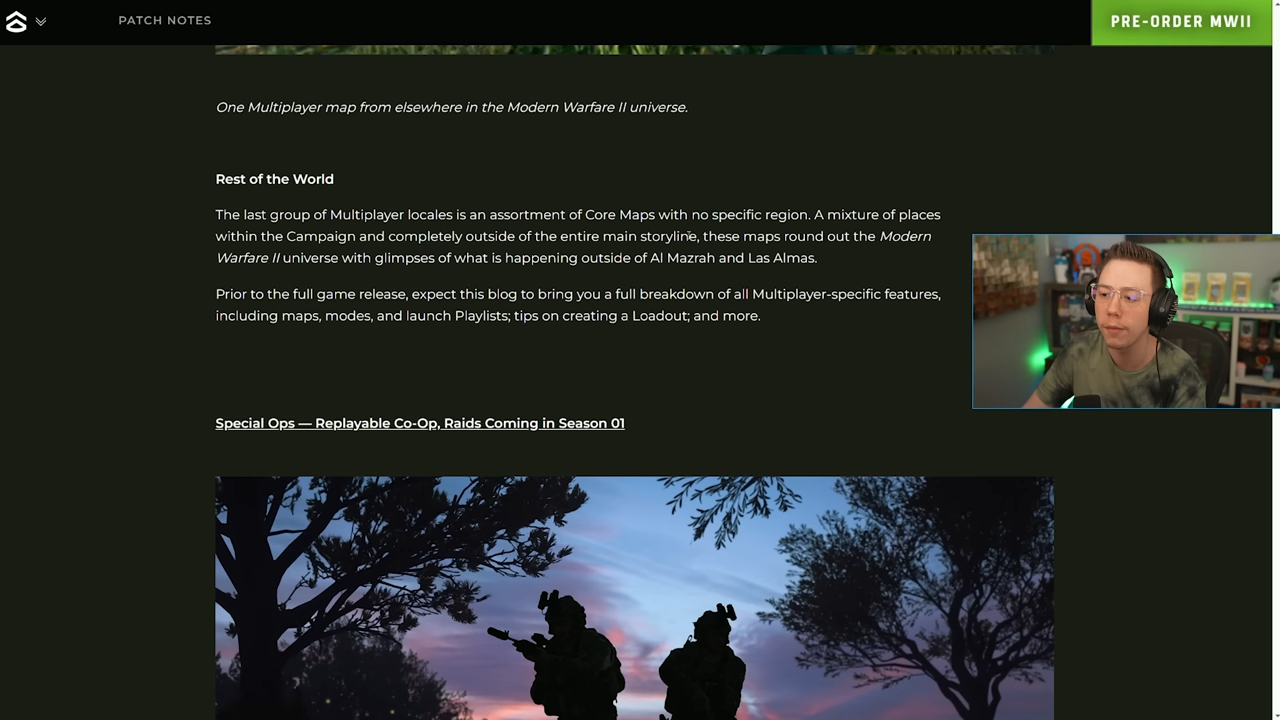 PATCH NOTES
PRE-ORDER MWII
One Multiplayer map from elsewhere in the Modern Warfare II universe.
Rest of the World
The last group of Multiplayer locales is an assortment of Core Maps with no specific region. A mixture of places
within the Campaign and completely outside of the entire main storyline, these maps round out the Modern
Warfare II universe with glimpses of what is happening outside of Al Mazrah and Las Almas.
Prior to the full game release, expect this blog to bring you a full breakdown of all Multiplayer-specific features,
including maps, modes, and launch Playlists; tips on creating a Loadout; and more.
Special Ops — Replayable Co-Op, Raids Coming in Season 01